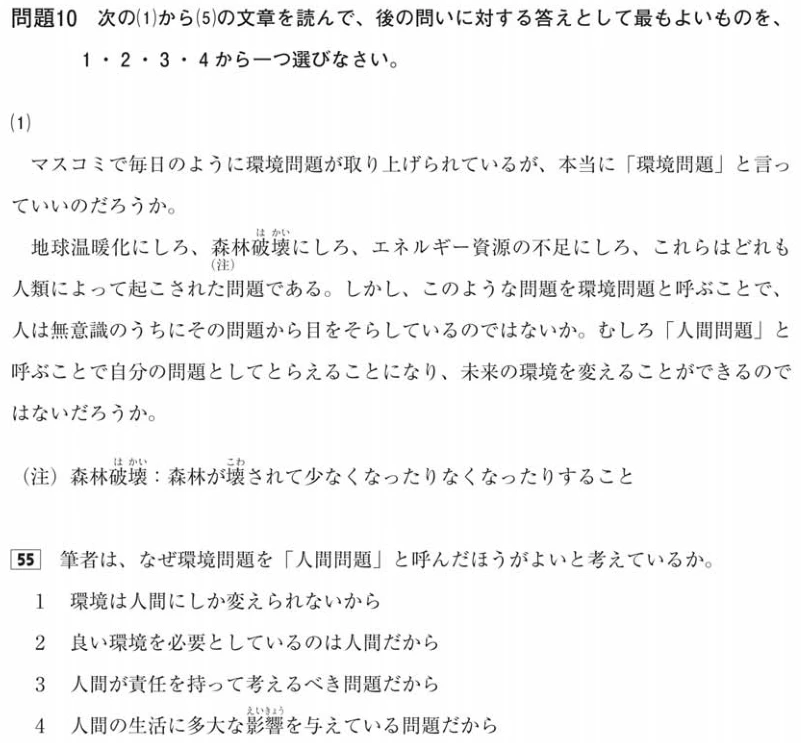 問題10 次の⑴から⑸の文章を読んで、後の問いに対する答えとして最もよいものを、
1・2・3・4から一つ選びなさい。
⑴
マスコミで毎日のように環境問題が取り上げられているが、本当に「環境問題」と言っ
ていいのだろうか。
はかい
地球温暖化にしろ、森林破壊にしろ、エネルギー資源の不足にしろ、これらはどれも
(注)
人類によって起こされた問題である。しかし、このような問題を環境問題と呼ぶことで、
人は無意識のうちにその問題から目をそらしているのではないか。むしろ「人間問題」と
呼ぶことで自分の問題としてとらえることになり、未来の環境を変えることができるので
はないだろうか。
はかい こわ
(注)森林破壊:森林が壊されて少なくなったりなくなったりすること
55 筆者は、なぜ環境問題を「人間問題」と呼んだほうがよいと考えているか。
1 環境は人間にしか変えられないから
2 良い環境を必要としているのは人間だから
3 人間が責任を持って考えるべき問題だから
えいきょう
4 人間の生活に多大な影響を与えている問題だから